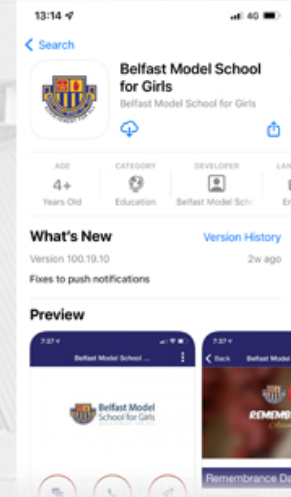 13:14
4G
Search
Belfast Model School
for Girls
Belfast Model School for Girls
AGE
CATEGORY
DEVELOPER
4+
Years Old
Education
Belfast Model Sch
What's New
Version History
Version 100.19.10
2w ago
Fixes to push notifications
Preview
7:37
Belfast Model School ...
Belfast Model
School for Girls
7:37
Back
Belfast Model
REMEMB
Remembrance Da